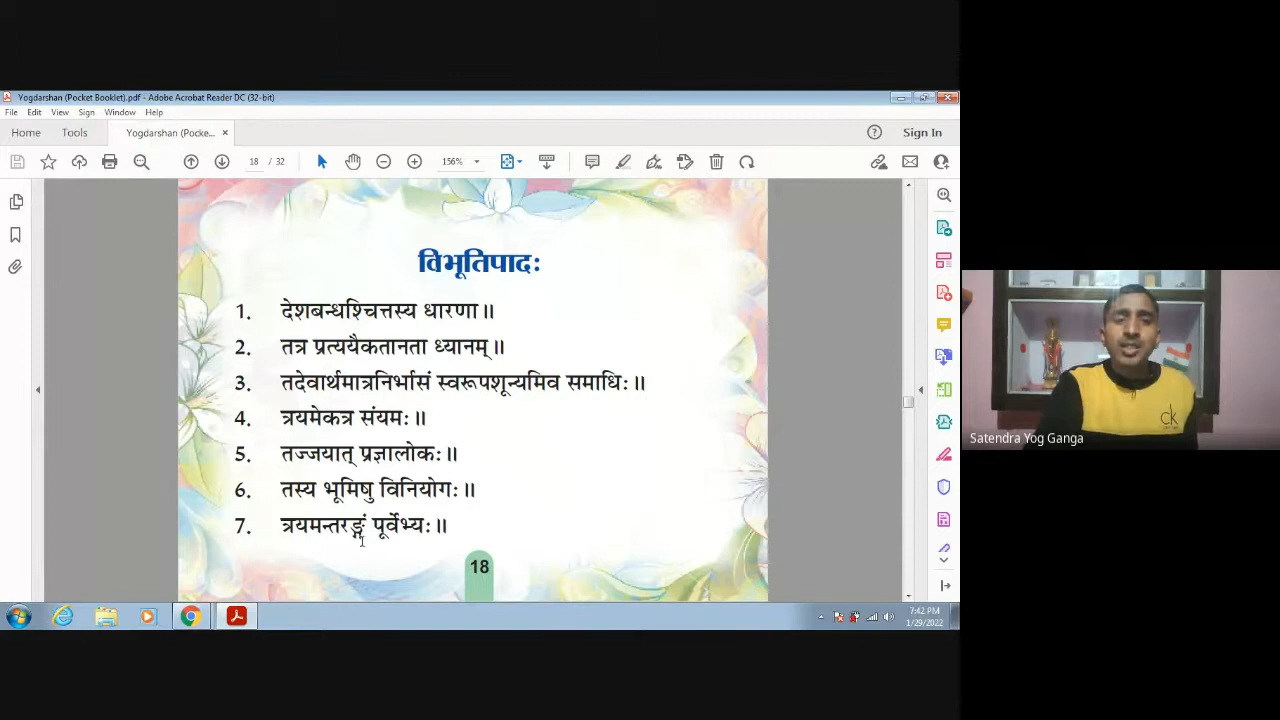 Yogdarshan (Pocket Booklet).pdf - Adobe Acrobat Reader DC (32-bit)
File Edit View Sign Window Help
Home Tools Yogdarshan (Pocke... × Sign In
18 / 32 156%
विभूतिपादः
1. देशबन्धश्चित्तस्य धारणा॥
2. तत्र प्रत्ययैकतानता ध्यानम्॥
3. तदेवार्थमात्रनिर्भासं स्वरूपशून्यमिव समाधिः॥
4. त्रयमेकत्र संयमः॥
5. तज्जयात् प्रज्ञालोकः॥
6. तस्य भूमिषु विनियोगः॥
7. त्रयमन्तरङ्गं पूर्वेभ्यः॥
18
ck
Satendra Yog Ganga
7:42 PM
1/29/2022